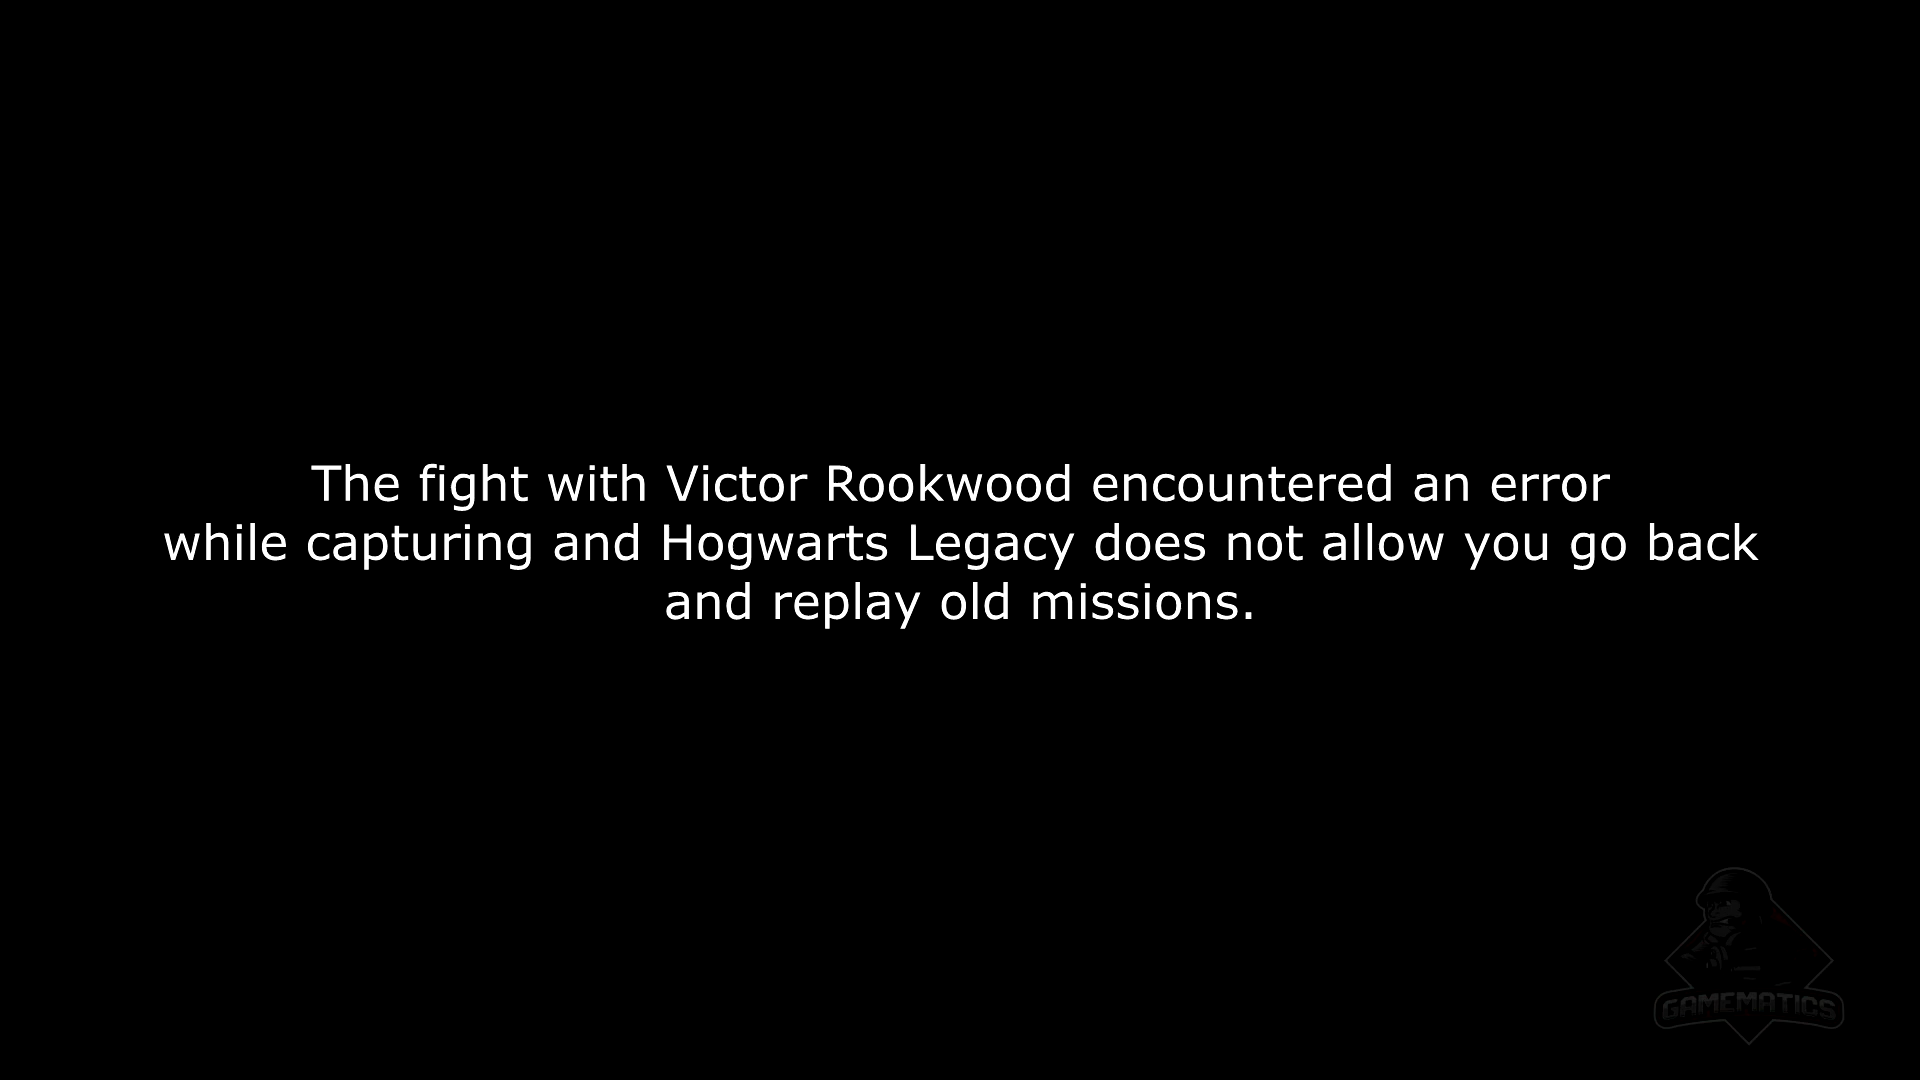 The fight with Victor Rookwood encountered an error
while capturing and Hogwarts Legacy does not allow you go back
and replay old missions.
GAMEMATICS